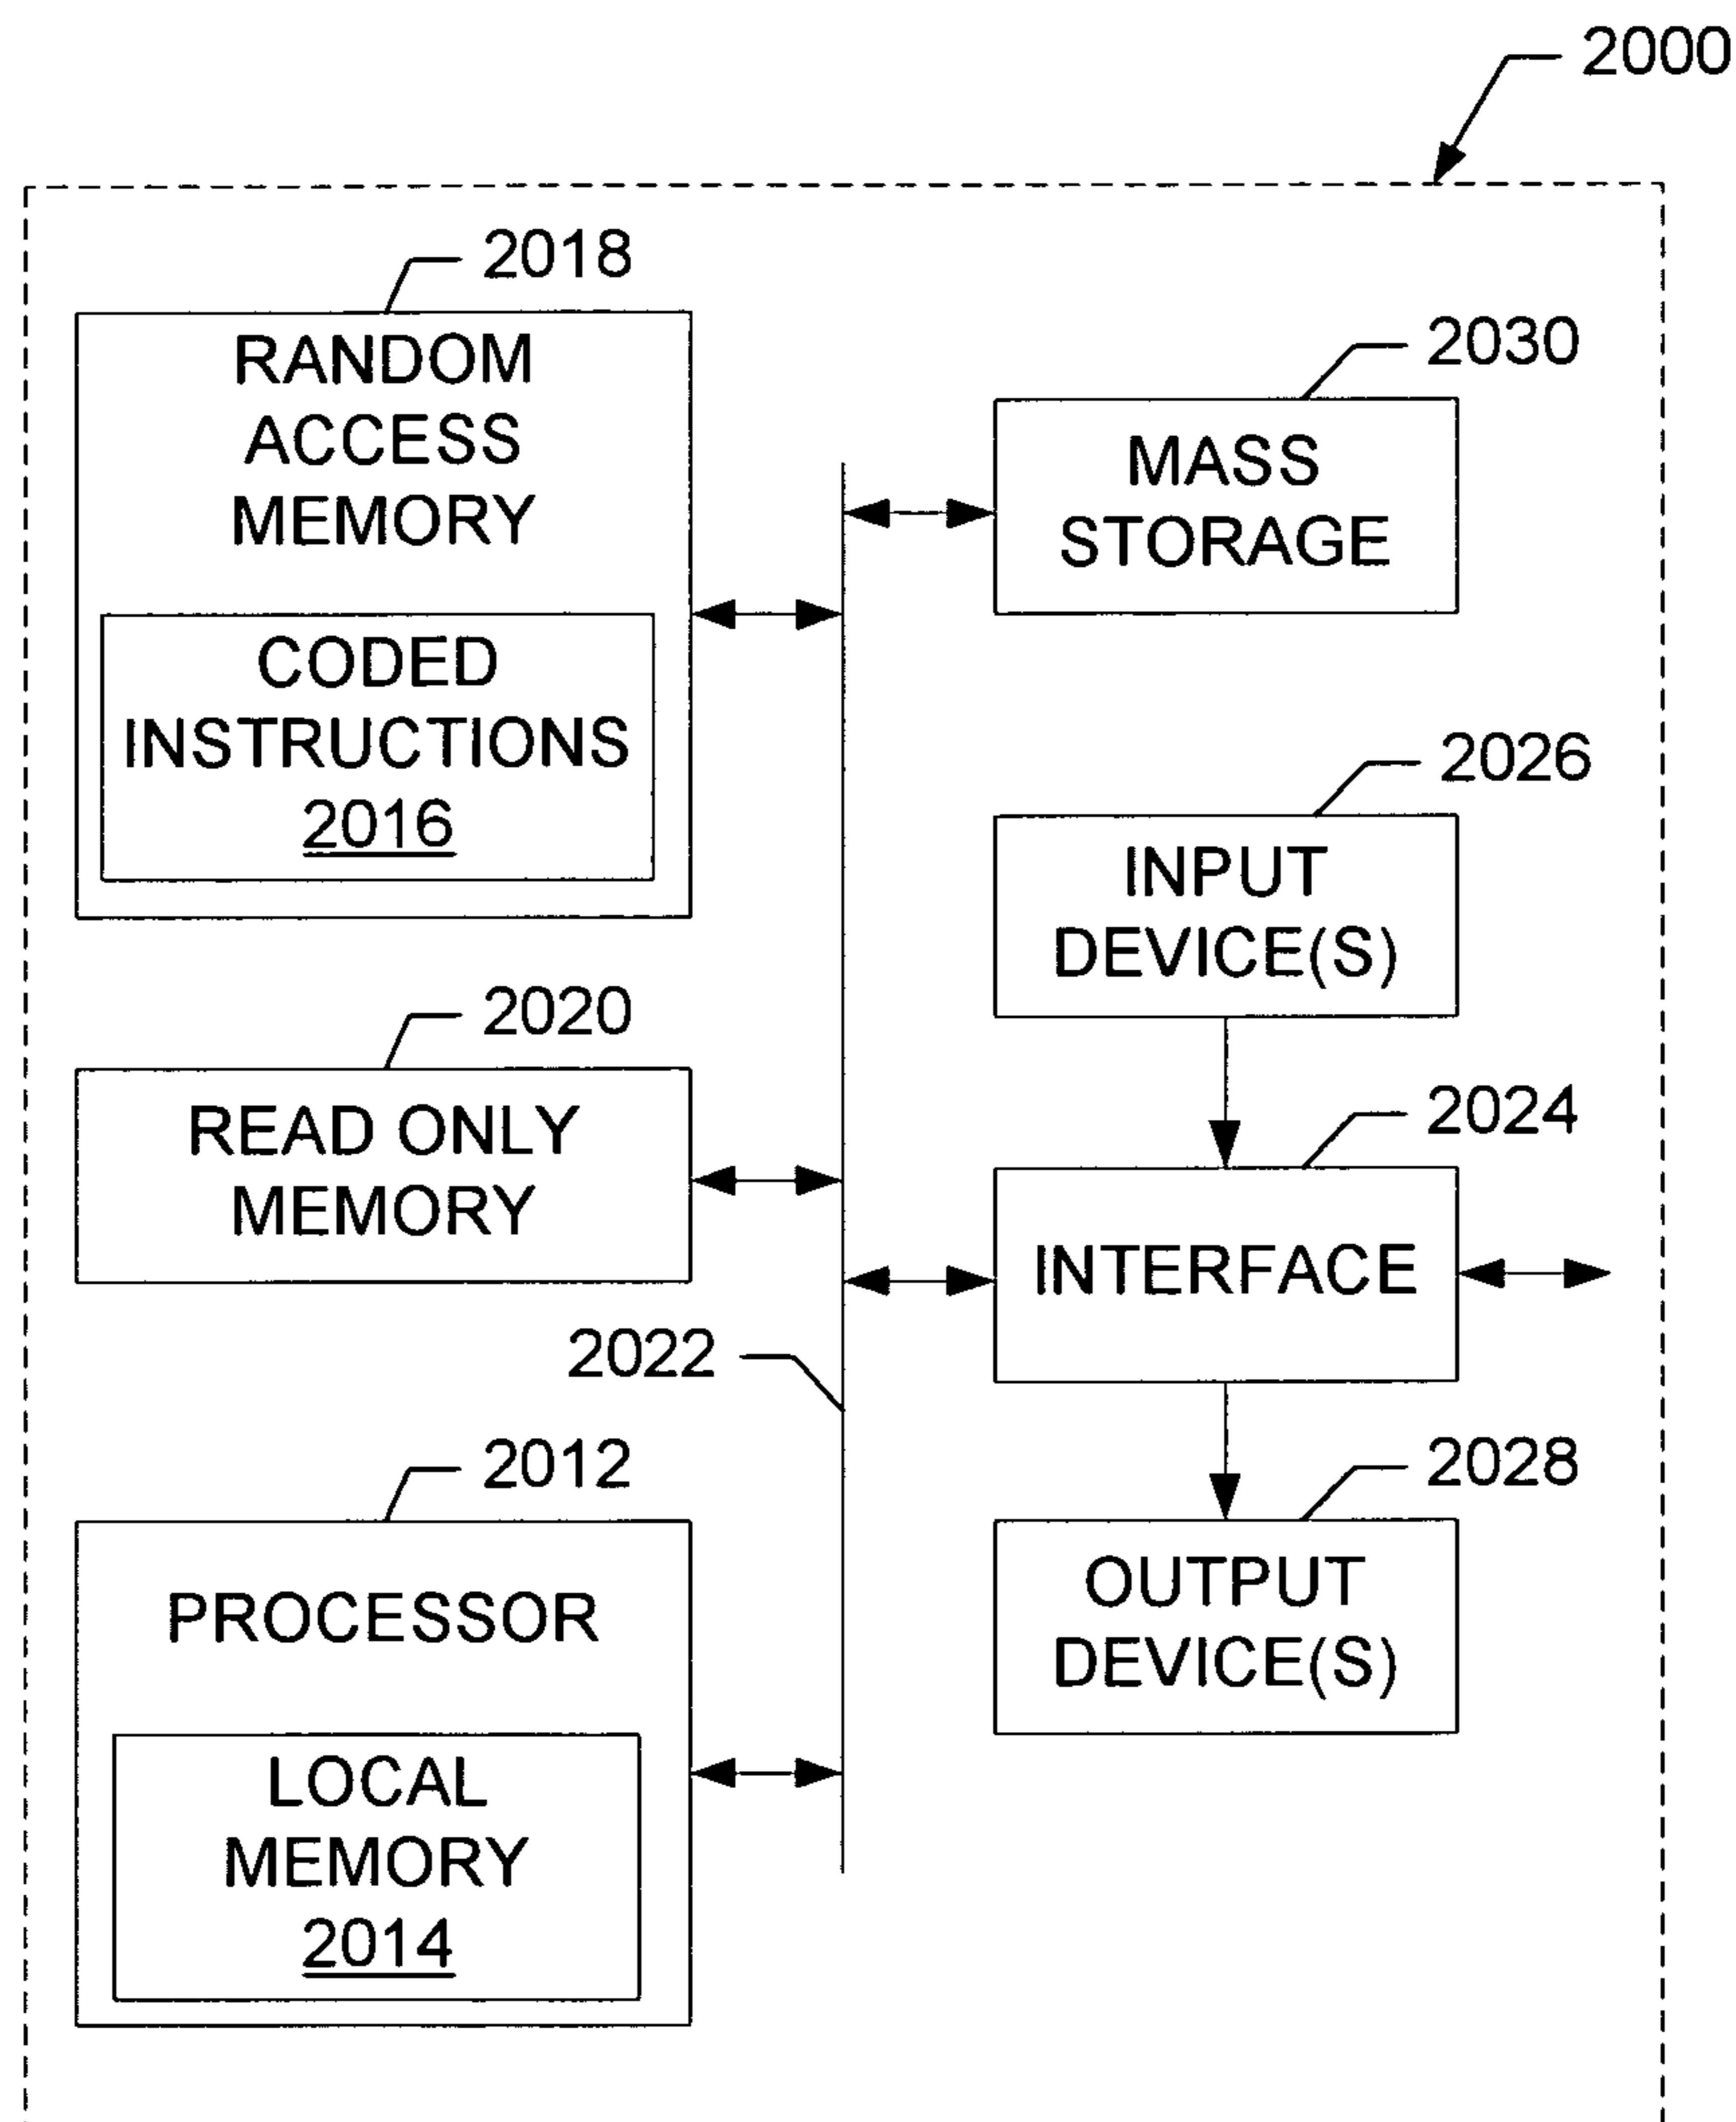 2000
2018
RANDOM
ACCESS
MEMORY
CODED
INSTRUCTIONS
2016
2030
MASS
STORAGE
2026
INPUT
DEVICE(S)
2020
READ ONLY
MEMORY
2024
INTERFACE
2022
2012
PROCESSOR
LOCAL
MEMORY
2014
2028
OUTPUT
DEVICE(S)